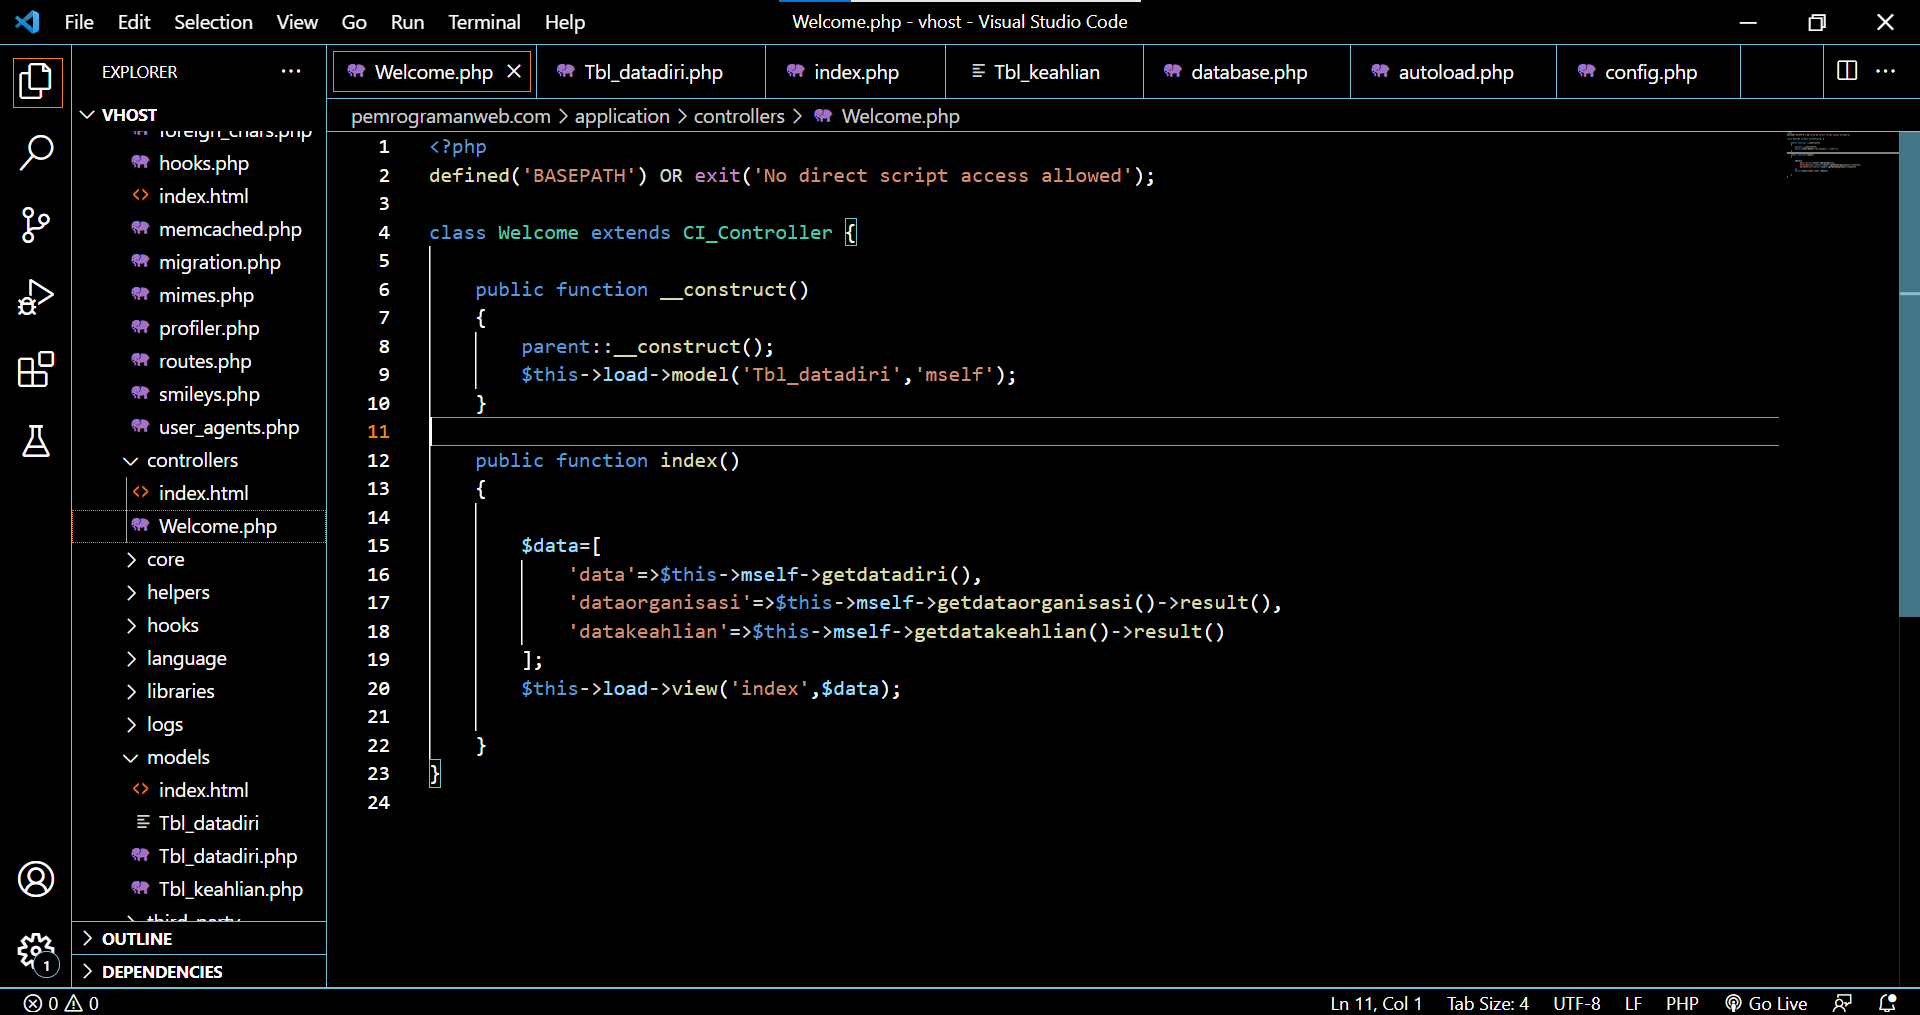 File Edit Selection View Go Run Terminal Help
Welcome.php - vhost - Visual Studio Code
EXPLORER
Welcome.php Tbl_datadiri.php index.php Tbl_keahlian database.php autoload.php config.php
VHOST
pemrogramanweb.com > application > controllers > Welcome.php
foreign_chars.php
hooks.php
index.html
memcached.php
migration.php
mimes.php
profiler.php
routes.php
smileys.php
user_agents.php
controllers
index.html
Welcome.php
core
helpers
hooks
language
libraries
logs
models
index.html
Tbl_datadiri
Tbl_datadiri.php
Tbl_keahlian.php
third_party
OUTLINE
DEPENDENCIES
1
1 <?php
2 defined('BASEPATH') OR exit('No direct script access allowed');
3
4 class Welcome extends CI_Controller {
5
6 public function __construct()
7 {
8 parent::__construct();
9 $this->load->model('Tbl_datadiri','mself');
10 }
11
12 public function index()
13 {
14
15 $data=[
16 'data'=>$this->mself->getdatadiri(),
17 'dataorganisasi'=>$this->mself->getdataorganisasi()->result(),
18 'datakeahlian'=>$this->mself->getdatakeahlian()->result()
19 ];
20 $this->load->view('index',$data);
21
22 }
23 }
24
0 0
Ln 11, Col 1 Tab Size: 4 UTF-8 LF PHP Go Live